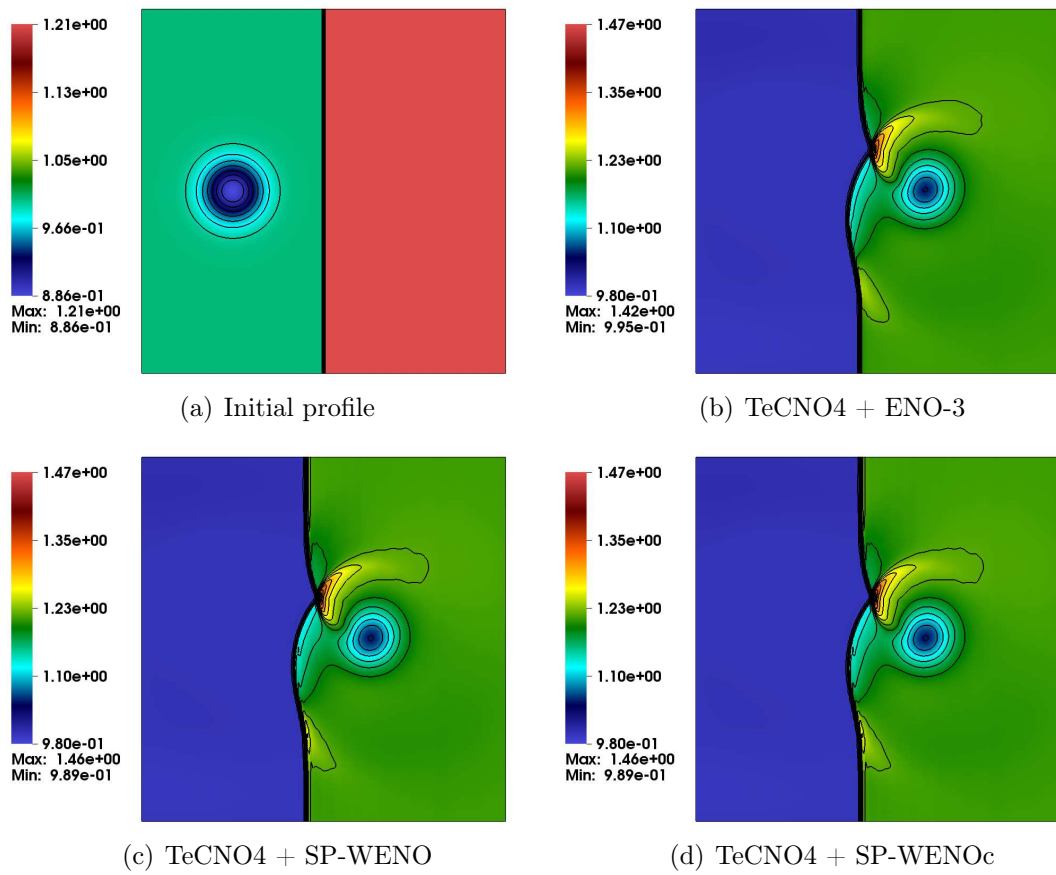 1.21e+00
1.13e+00
1.05e+00
9.66e-01
8.86e-01
Max: 1.21e+00
Min: 8.86e-01
(a) Initial profile
1.47e+00
1.35e+00
1.23e+00
1.10e+00
9.80e-01
Max: 1.42e+00
Min: 9.95e-01
(b) TeCNO4 + ENO-3
1.47e+00
1.35e+00
1.23e+00
1.10e+00
9.80e-01
Max: 1.46e+00
Min: 9.89e-01
(c) TeCNO4 + SP-WENO
1.47e+00
1.35e+00
1.23e+00
1.10e+00
9.80e-01
Max: 1.46e+00
Min: 9.89e-01
(d) TeCNO4 + SP-WENOc